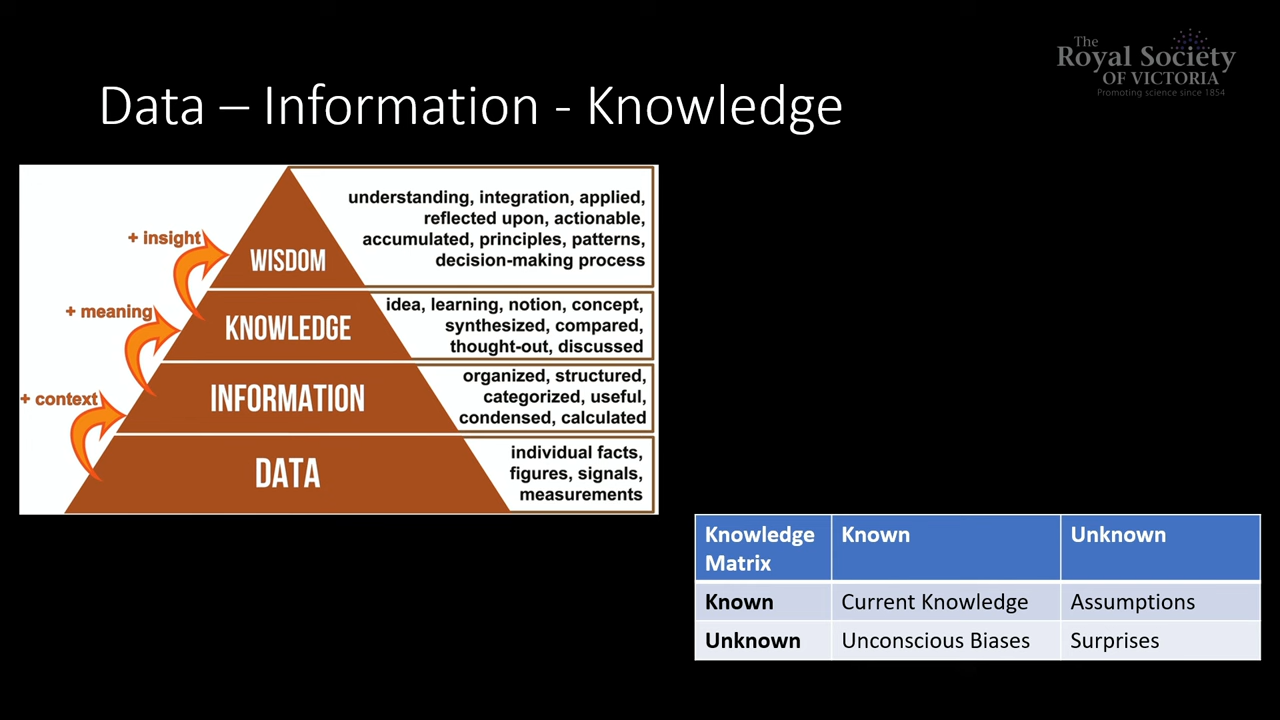 The
Royal Society
OF VICTORIA
Promoting science since 1854
Data – Information - Knowledge
understanding, integration, applied,
reflected upon, actionable,
accumulated, principles, patterns,
decision-making process
+ insight
WISDOM
idea, learning, notion, concept,
synthesized, compared,
thought-out, discussed
+ meaning
KNOWLEDGE
organized, structured,
categorized, useful,
condensed, calculated
+ context
INFORMATION
individual facts,
figures, signals,
measurements
DATA
Knowledge Known Unknown
Matrix
Known Current Knowledge Assumptions
Unknown Unconscious Biases Surprises